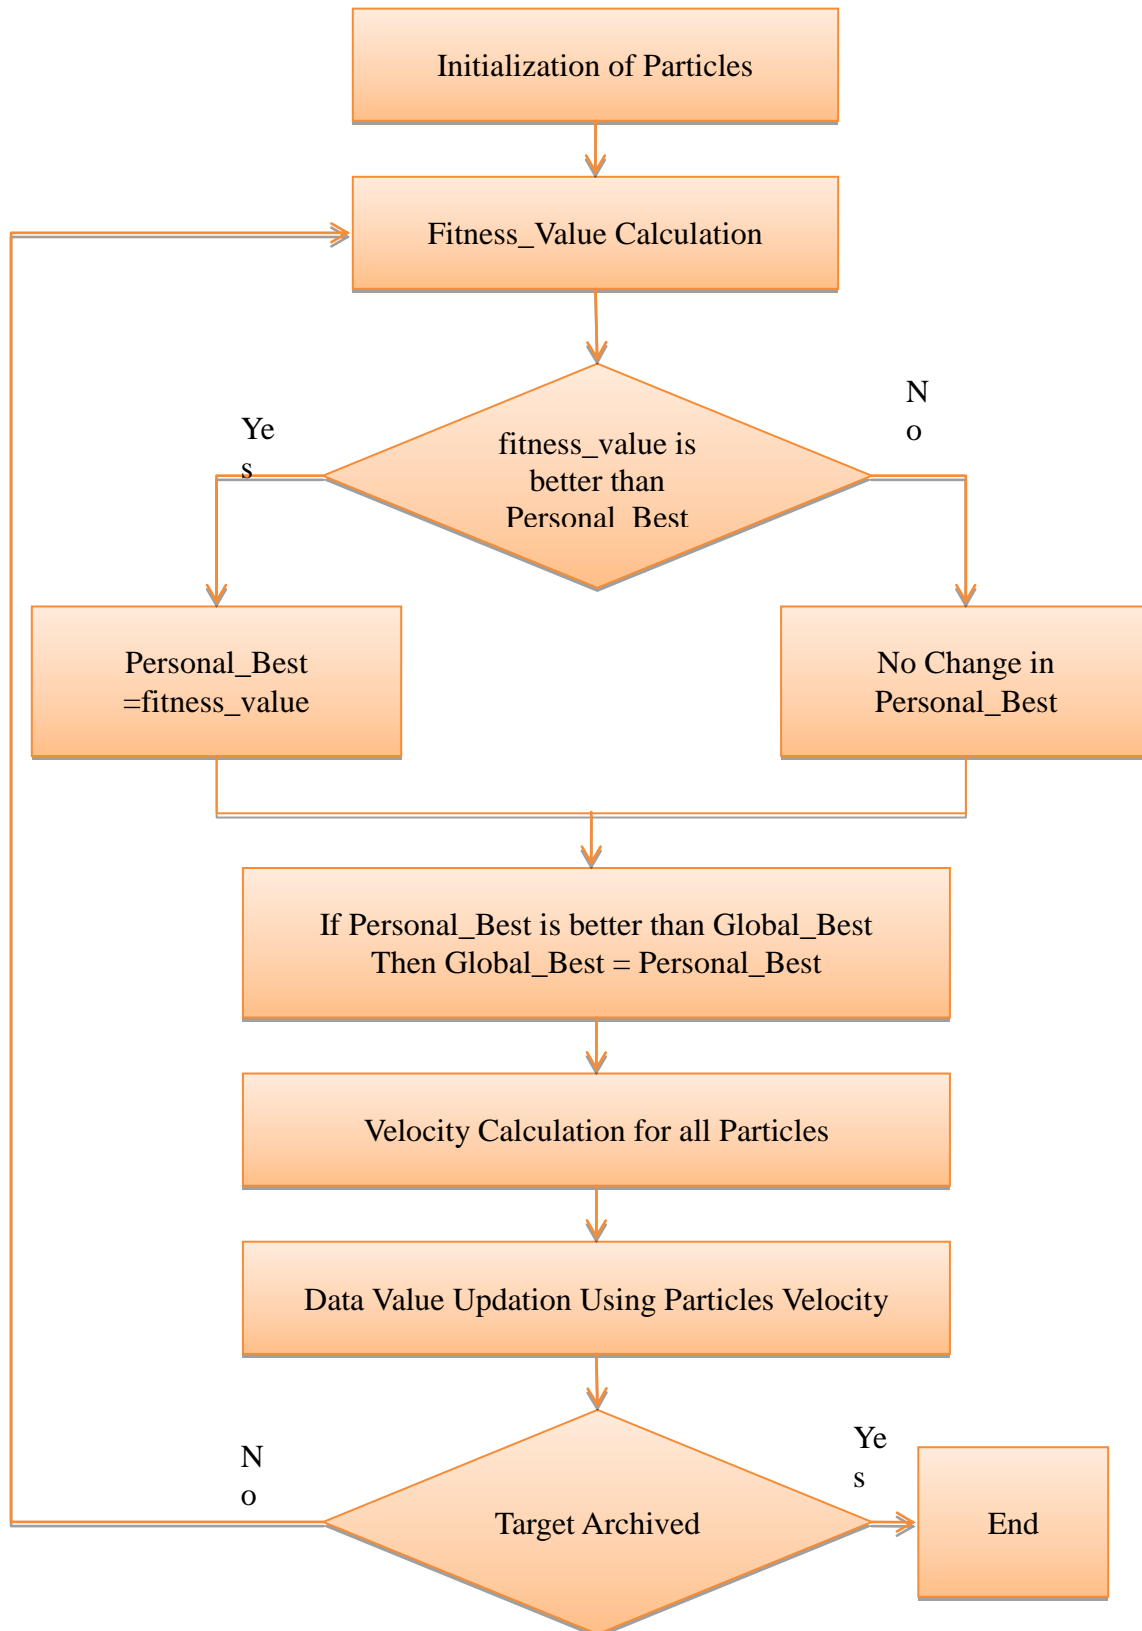 Initialization of Particles
Fitness_Value Calculation
Ye
s
N
o
fitness_value is
better than
Personal_Best
Personal_Best
=fitness_value
No Change in
Personal_Best
If Personal_Best is better than Global_Best
Then Global_Best = Personal_Best
Velocity Calculation for all Particles
Data Value Updation Using Particles Velocity
N
o
Ye
s
Target Archived
End